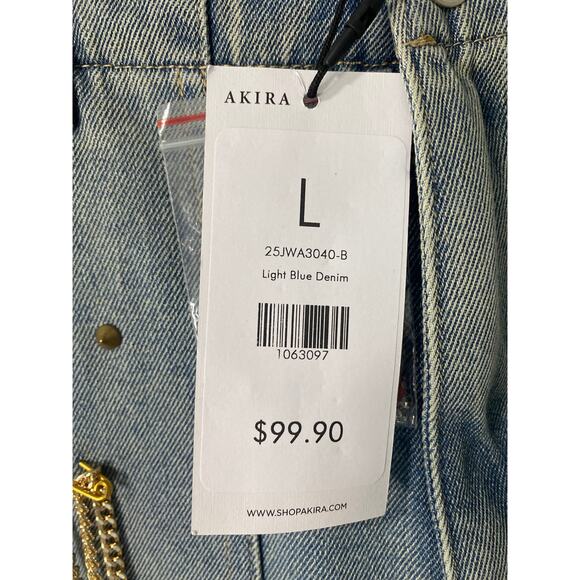 AKIRA
L
25JWA3040-B
Light Blue Denim
1063097
$99.90
WWW.SHOPAKIRA.COM